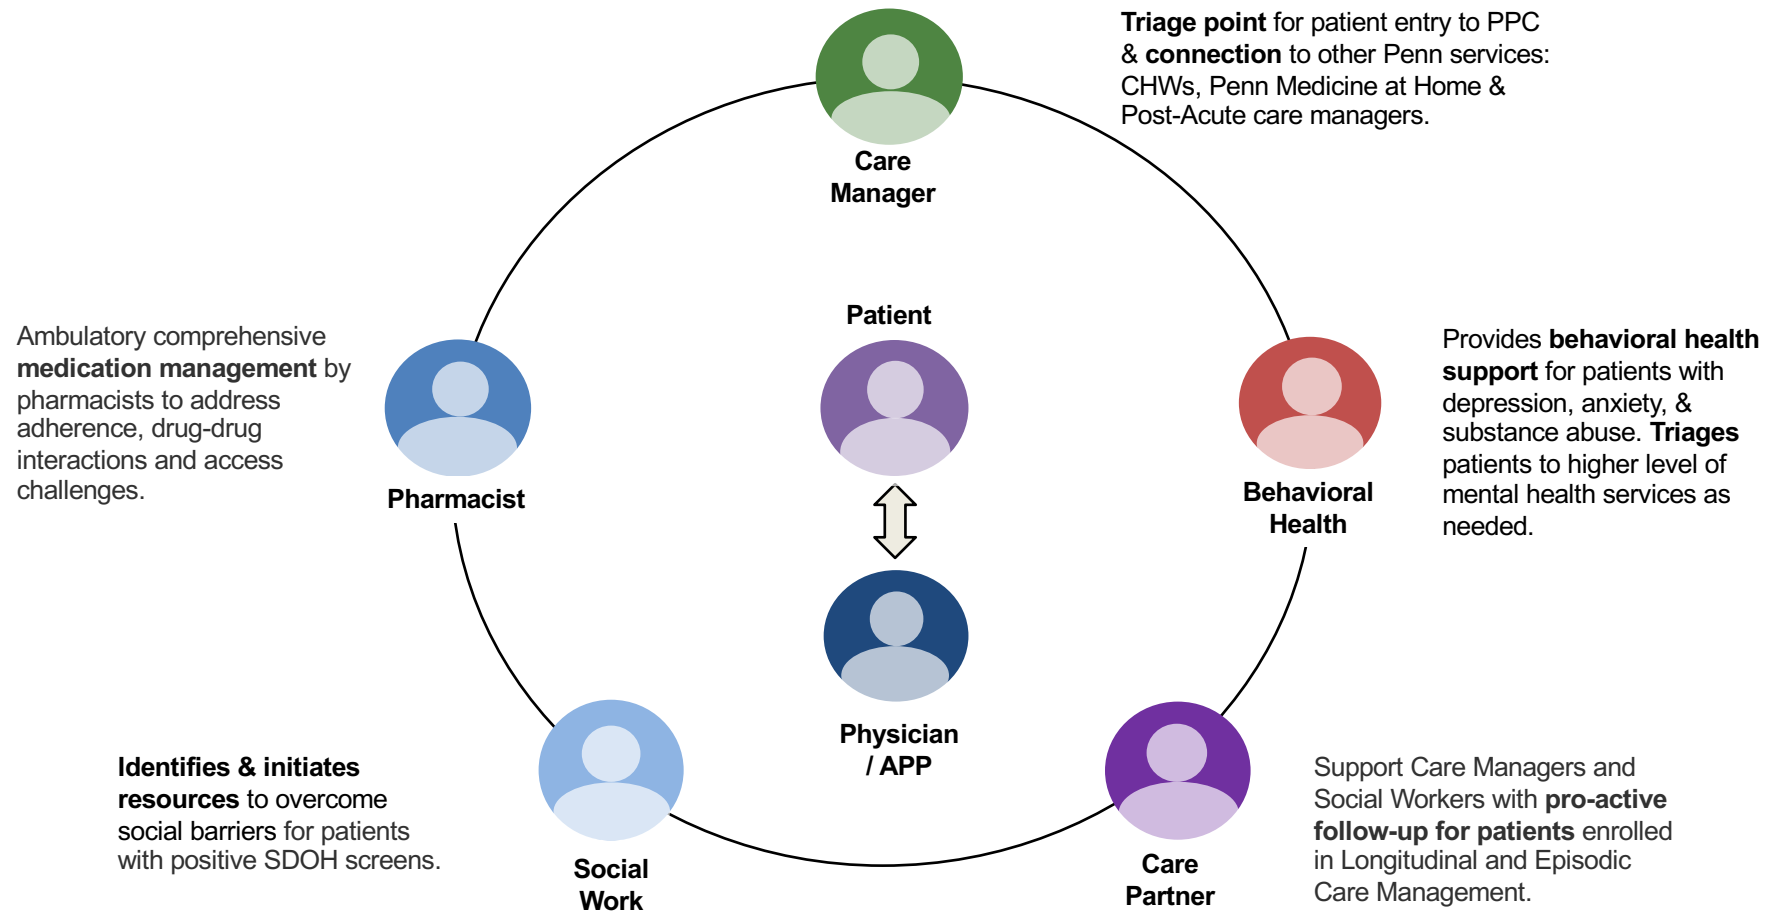 Triage point for patient entry to PPC
& connection to other Penn services:
CHWs, Penn Medicine at Home &
Post-Acute care managers.
Care
Manager
Patient
Ambulatory comprehensive
medication management by
pharmacists to address
adherence, drug-drug
interactions and access
challenges.
Pharmacist
Provides behavioral health
support for patients with
depression, anxiety, &
substance abuse. Triages
patients to higher level of
mental health services as
needed.
Behavioral
Health
Physician
/ APP
Identifies & initiates
resources to overcome
social barriers for patients
with positive SDOH screens.
Social
Work
Care
Partner
Support Care Managers and
Social Workers with pro-active
follow-up for patients enrolled
in Longitudinal and Episodic
Care Management.